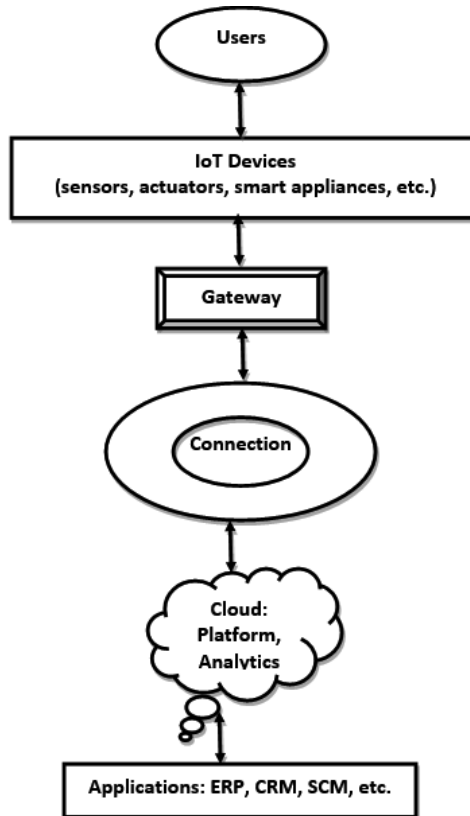 Users
IoT Devices
(sensors, actuators, smart appliances, etc.)
Gateway
Connection
Cloud:
Platform,
Analytics
Applications: ERP, CRM, SCM, etc.